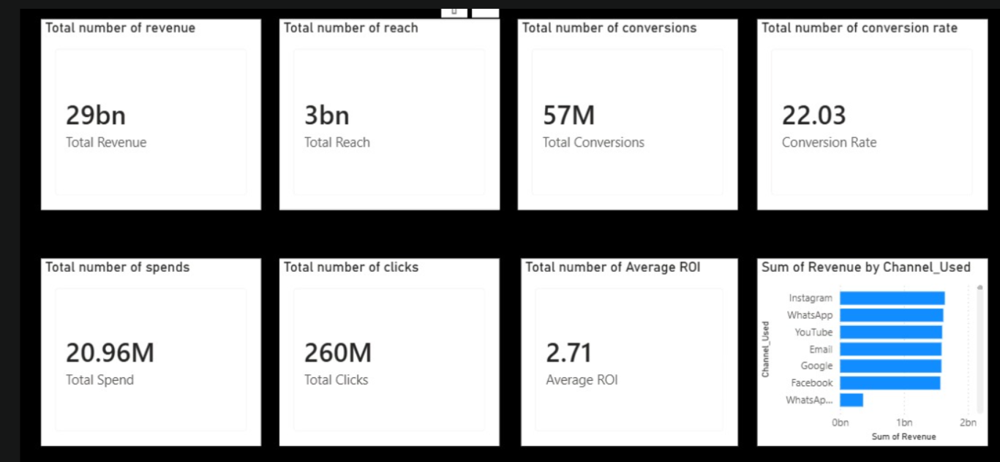 Total number of revenue
29bn
Total Revenue
Total number of reach
3bn
Total Reach
Total number of conversions
57M
Total Conversions
Total number of conversion rate
22.03
Conversion Rate
Total number of spends
20.96M
Total Spend
Total number of clicks
260M
Total Clicks
Total number of Average ROI
2.71
Average ROI
Sum of Revenue by Channel_Used
Channel_Used
Instagram
WhatsApp
YouTube
Email
Google
Facebook
WhatsAp...
0bn 1bn 2bn
Sum of Revenue